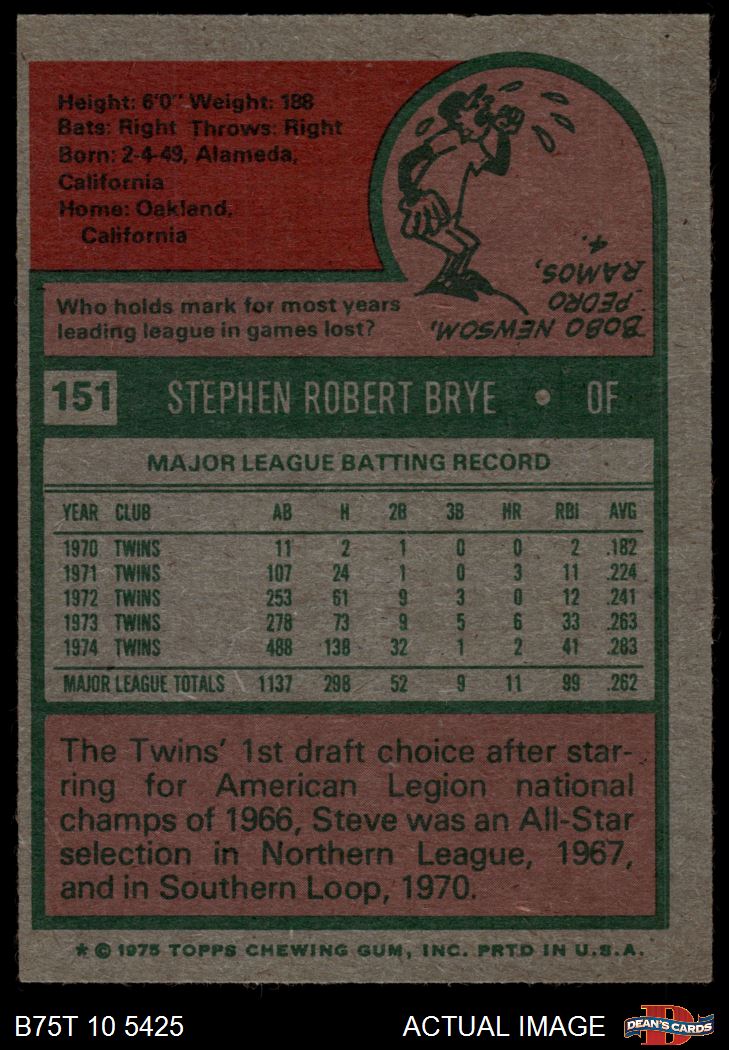 Height: 6'0" Weight: 188
Bats: Right Throws: Right
Born: 2-4-49, Alameda,
California
Home: Oakland,
California
Who holds mark for most years
leading league in games lost?
BOBO NEWSOM,
PEDRO
RAMOS,
4.
151 STEPHEN ROBERT BRYE • OF
MAJOR LEAGUE BATTING RECORD
YEAR CLUB AB H 2B 3B HR RBI AVG
1970 TWINS 11 2 1 0 0 2 .182
1971 TWINS 107 24 1 0 3 11 .224
1972 TWINS 253 61 9 3 0 12 .241
1973 TWINS 278 73 9 5 6 33 .263
1974 TWINS 488 138 32 1 2 41 .283
MAJOR LEAGUE TOTALS 1137 298 52 9 11 99 .262
The Twins' 1st draft choice after star-
ring for American Legion national
champs of 1966, Steve was an All-Star
selection in Northern League, 1967,
and in Southern Loop, 1970.
* © 1975 TOPPS CHEWING GUM, INC. PRTD IN U.S.A.
B75T 10 5425 ACTUAL IMAGE DEAN'S CARDS